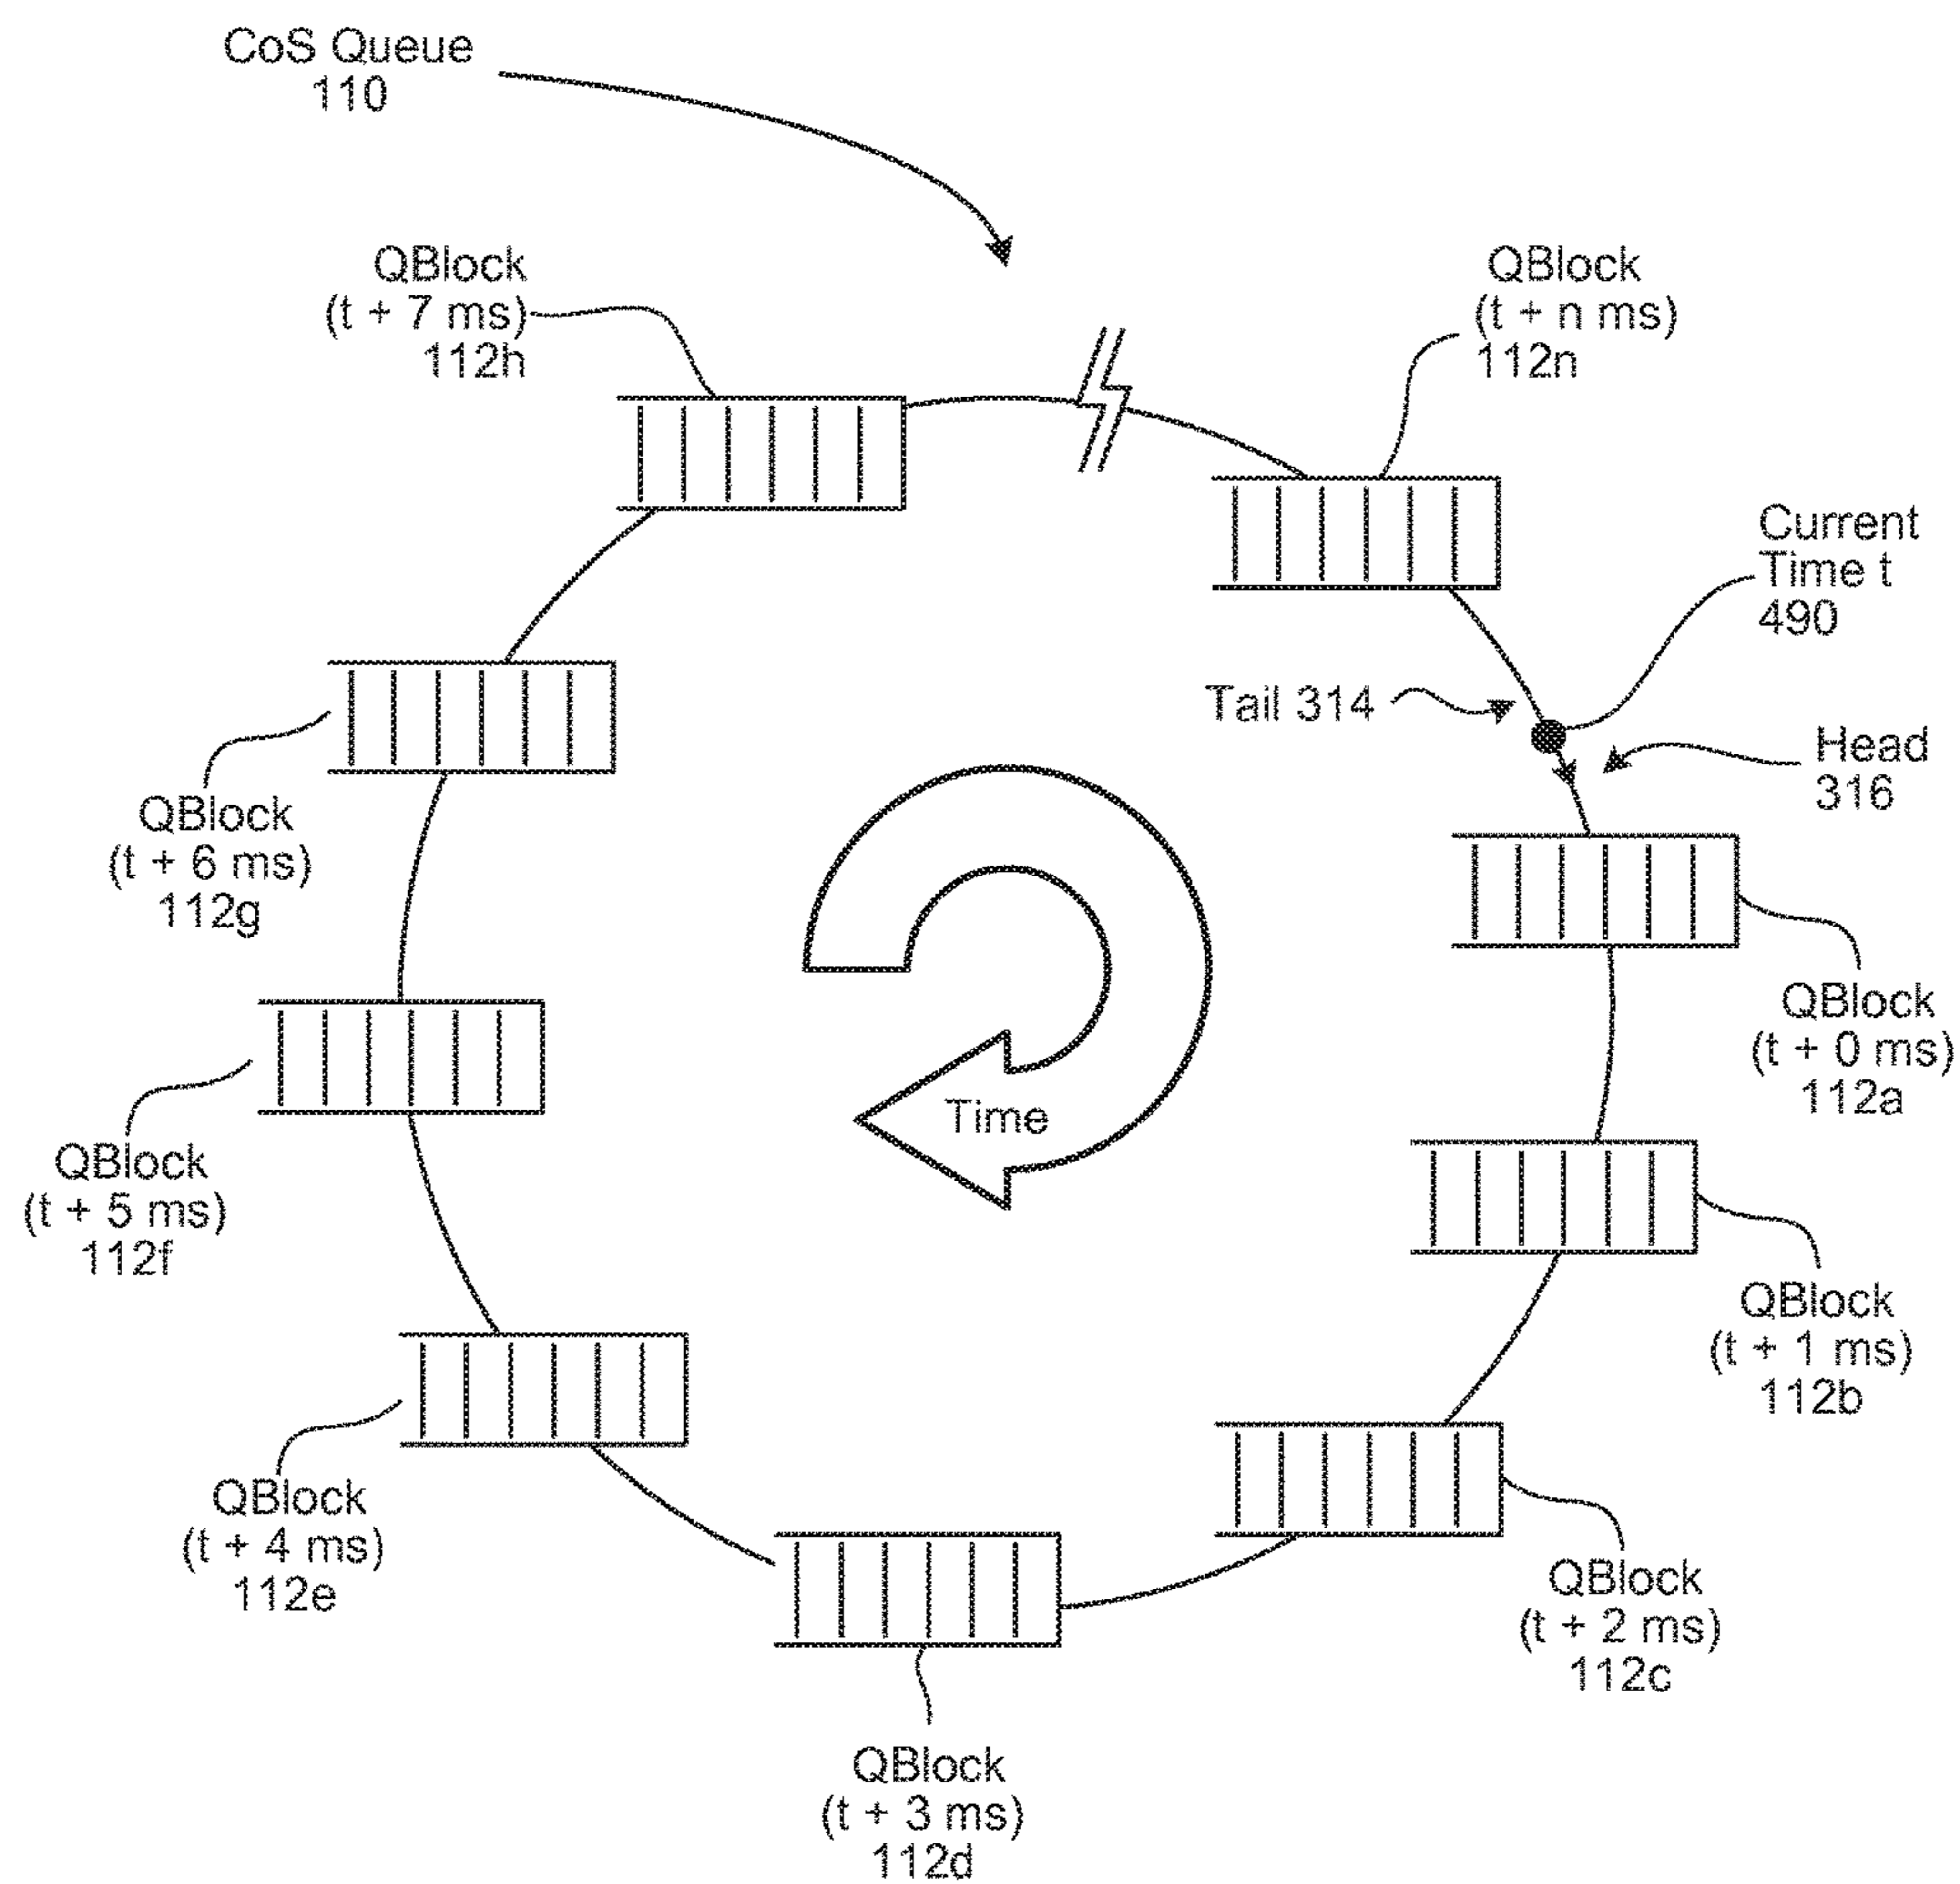 CoS Queue
110
QBlock
(t + 7 ms)
112h
QBlock
(t + n ms)
112n
Current
Time t
490
Tail 314
Head
316
QBlock
(t + 6 ms)
112g
QBlock
(t + 0 ms)
112a
Time
QBlock
(t + 5 ms)
112f
QBlock
(t + 1 ms)
112b
QBlock
(t + 4 ms)
112e
QBlock
(t + 2 ms)
112c
QBlock
(t + 3 ms)
112d